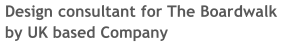 Design consultant for The Boardwalk
by UK based Company